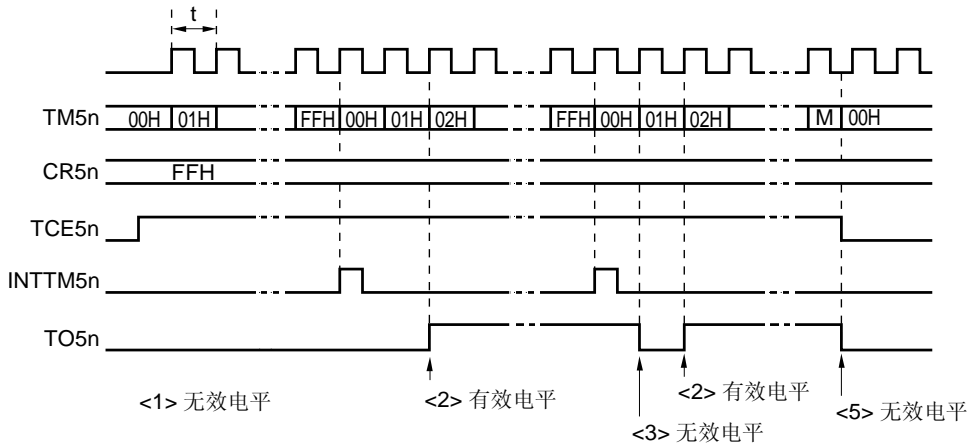 t
TM5n 00H 01H FFH 00H 01H 02H FFH 00H 01H 02H M 00H
CR5n FFH
TCE5n
INTTM5n
TO5n
<1> 无效电平 <2> 有效电平 <2> 有效电平 <5> 无效电平
<3> 无效电平